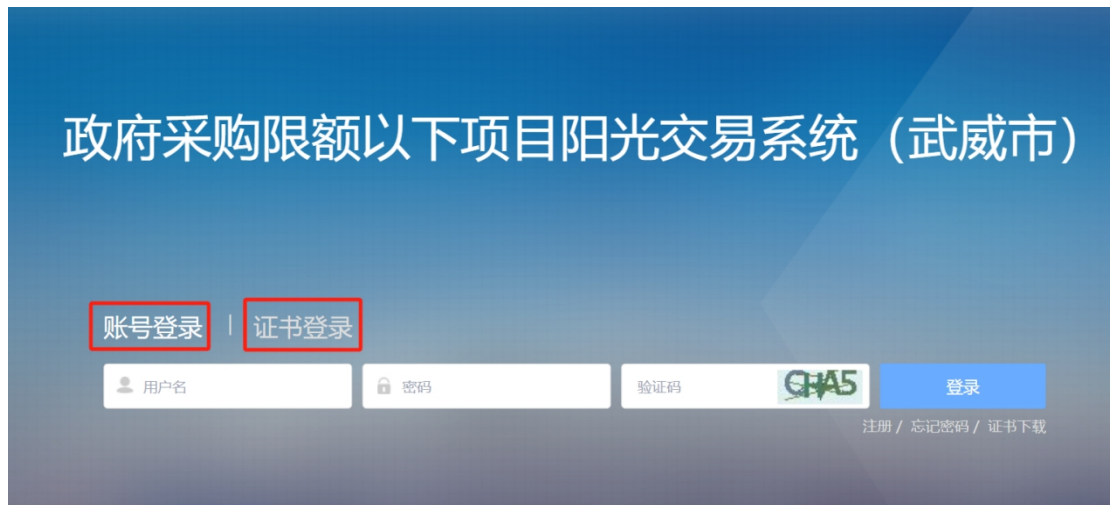 政府采购限额以下项目阳光交易系统（武威市）
账号登录 | 证书登录
用户名 密码 验证码 CHA5 登录
注册 / 忘记密码 / 证书下载